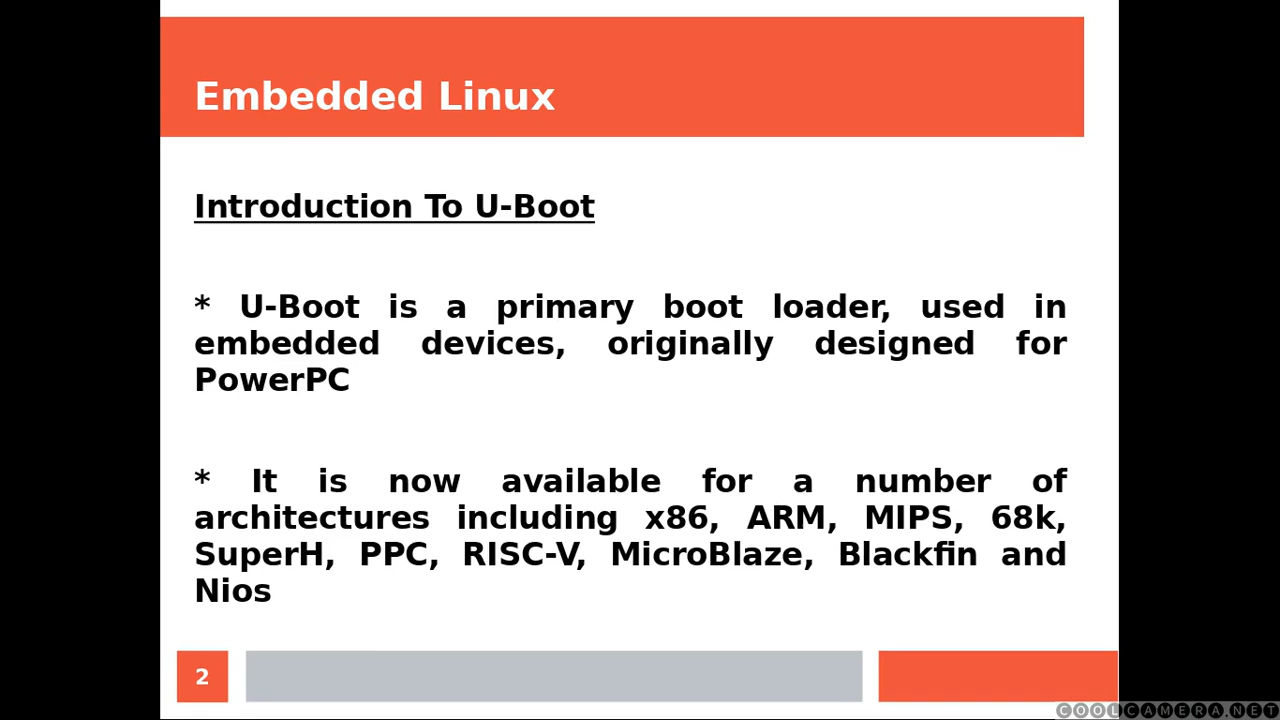 Embedded Linux
Introduction To U-Boot
* U-Boot is a primary boot loader, used in
embedded devices, originally designed for
PowerPC
* It is now available for a number of
architectures including x86, ARM, MIPS, 68k,
SuperH, PPC, RISC-V, MicroBlaze, Blackfin and
Nios
2
COOLCAMERA.NET